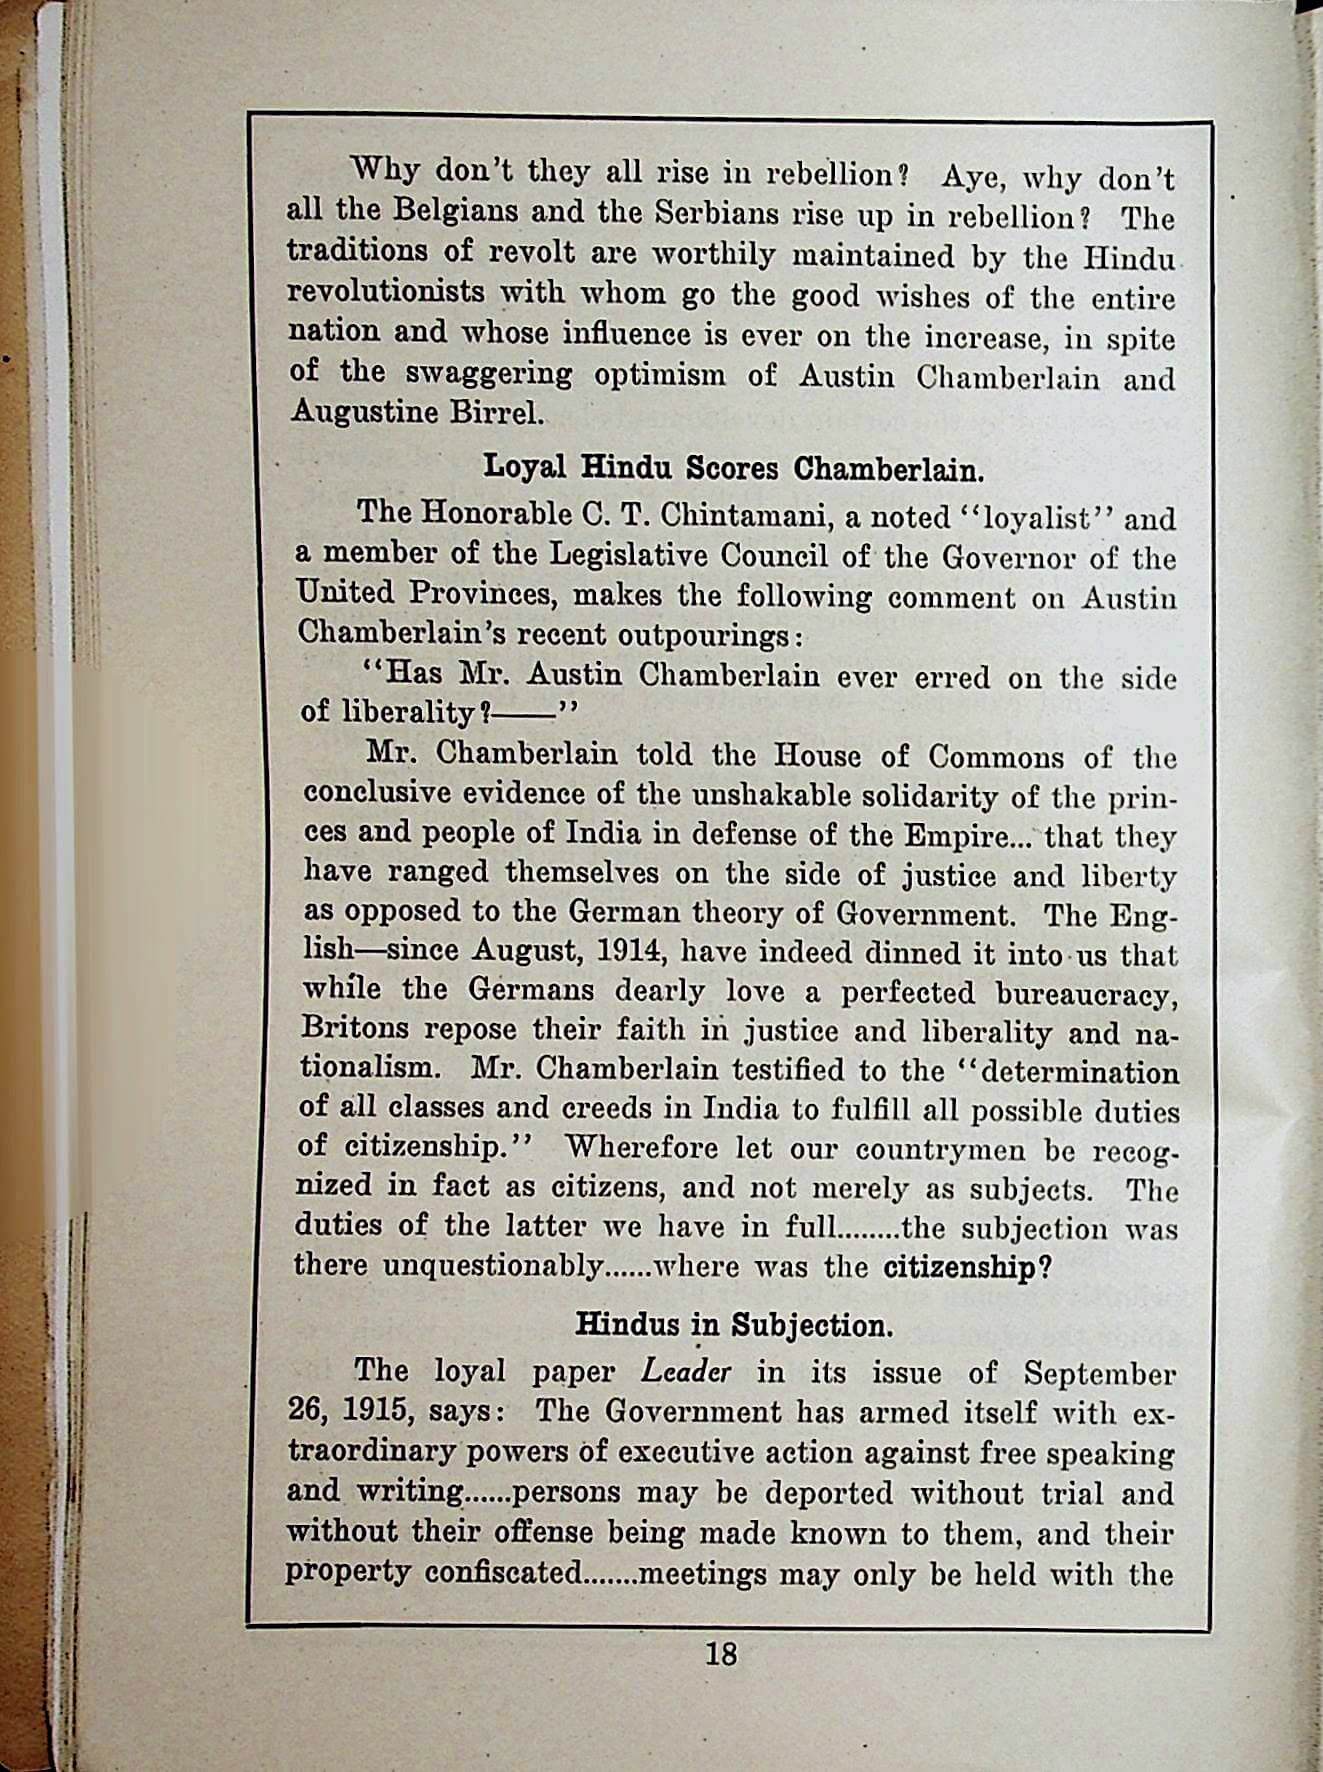 Why don't they all rise in rebellion? Aye, why don't
all the Belgians and the Serbians rise up in rebellion? The
traditions of revolt are worthily maintained by the Hindu
revolutionists with whom go the good wishes of the entire
nation and whose influence is ever on the increase, in spite
of the swaggering optimism of Austin Chamberlain and
Augustine Birrel.
Loyal Hindu Scores Chamberlain.
The Honorable C. T. Chintamani, a noted ‘‘loyalist’’ and
a member of the Legislative Council of the Governor of the
United Provinces, makes the following comment on Austin
Chamberlain's recent outpourings:
‘‘Has Mr. Austin Chamberlain ever erred on the side
of liberality?——’’
Mr. Chamberlain told the House of Commons of the
conclusive evidence of the unshakable solidarity of the prin-
ces and people of India in defense of the Empire... that they
have ranged themselves on the side of justice and liberty
as opposed to the German theory of Government. The Eng-
lish—since August, 1914, have indeed dinned it into us that
while the Germans dearly love a perfected bureaucracy,
Britons repose their faith in justice and liberality and na-
tionalism. Mr. Chamberlain testified to the ‘‘determination
of all classes and creeds in India to fulfill all possible duties
of citizenship.’’ Wherefore let our countrymen be recog-
nized in fact as citizens, and not merely as subjects. The
duties of the latter we have in full........the subjection was
there unquestionably......where was the citizenship?
Hindus in Subjection.
The loyal paper Leader in its issue of September
26, 1915, says: The Government has armed itself with ex-
traordinary powers of executive action against free speaking
and writing......persons may be deported without trial and
without their offense being made known to them, and their
property confiscated.......meetings may only be held with the
18